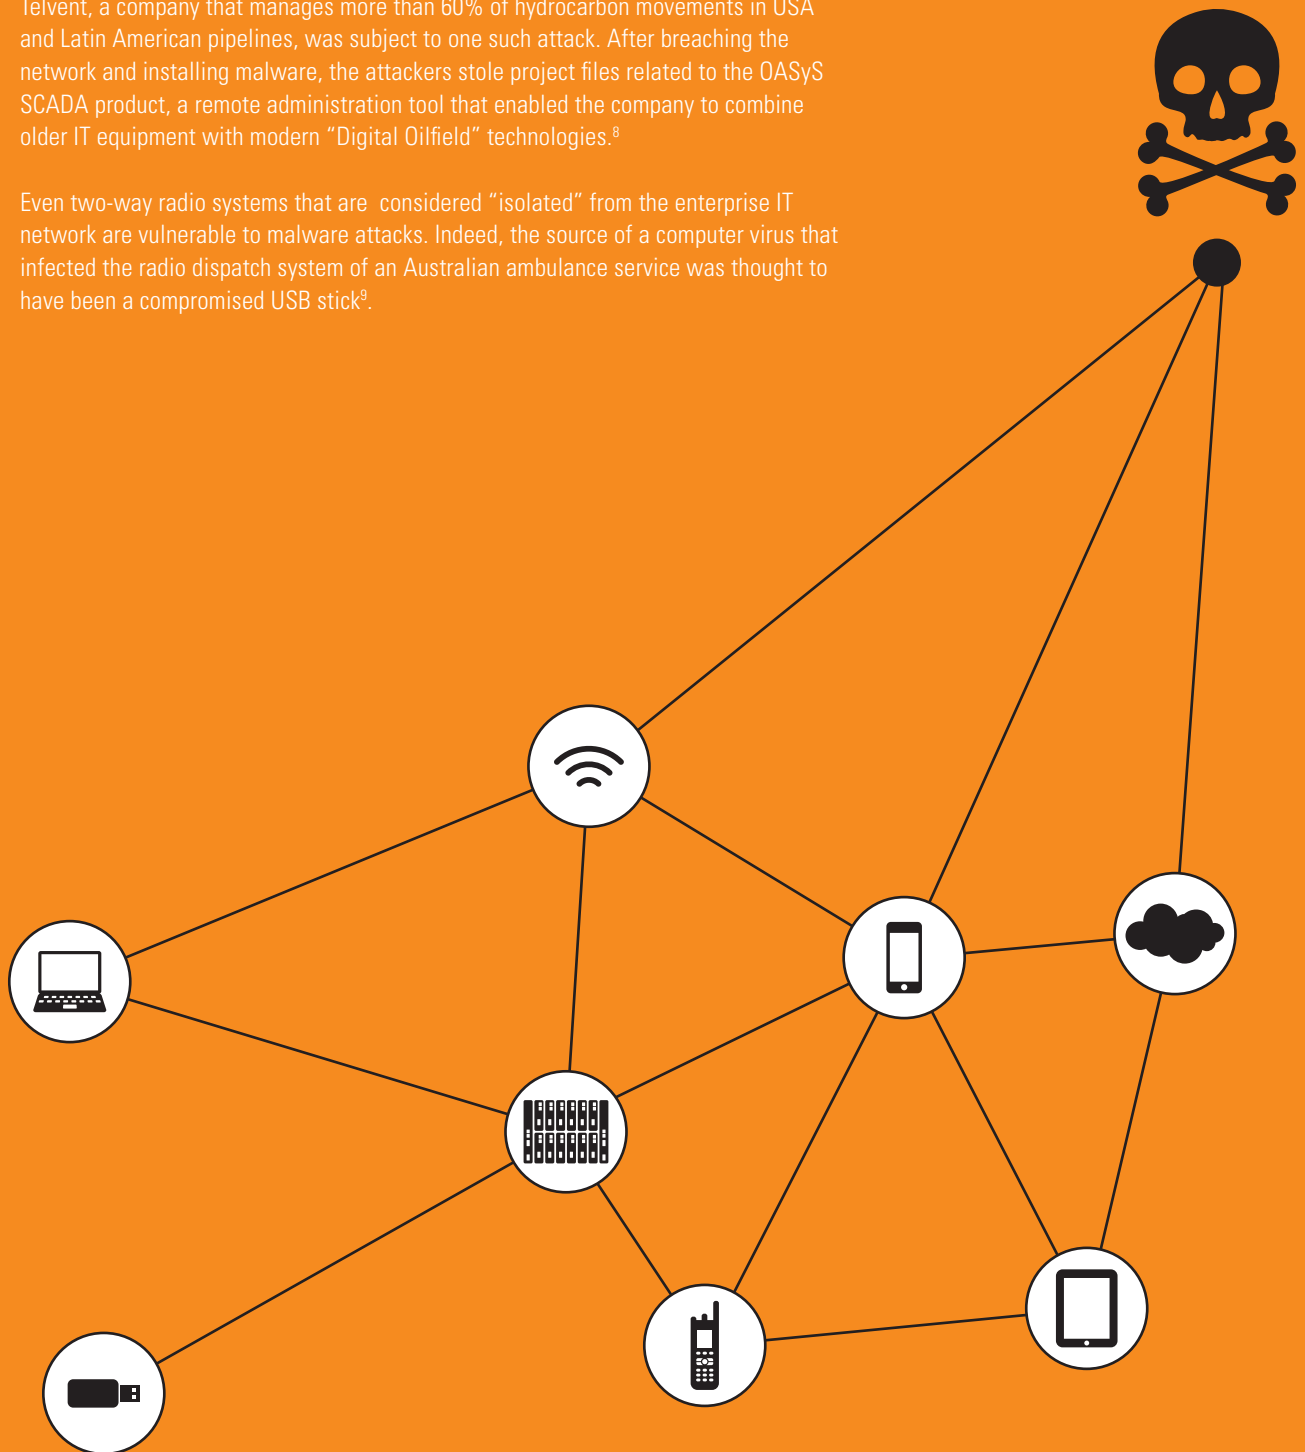 Telvent, a company that manages more than 60% of hydrocarbon movements in USA
and Latin American pipelines, was subject to one such attack. After breaching the
network and installing malware, the attackers stole project files related to the OASyS
SCADA product, a remote administration tool that enabled the company to combine
older IT equipment with modern “Digital Oilfield” technologies.⁸
Even two-way radio systems that are  considered “isolated” from the enterprise IT
network are vulnerable to malware attacks. Indeed, the source of a computer virus that
infected the radio dispatch system of an Australian ambulance service was thought to
have been a compromised USB stick⁹.